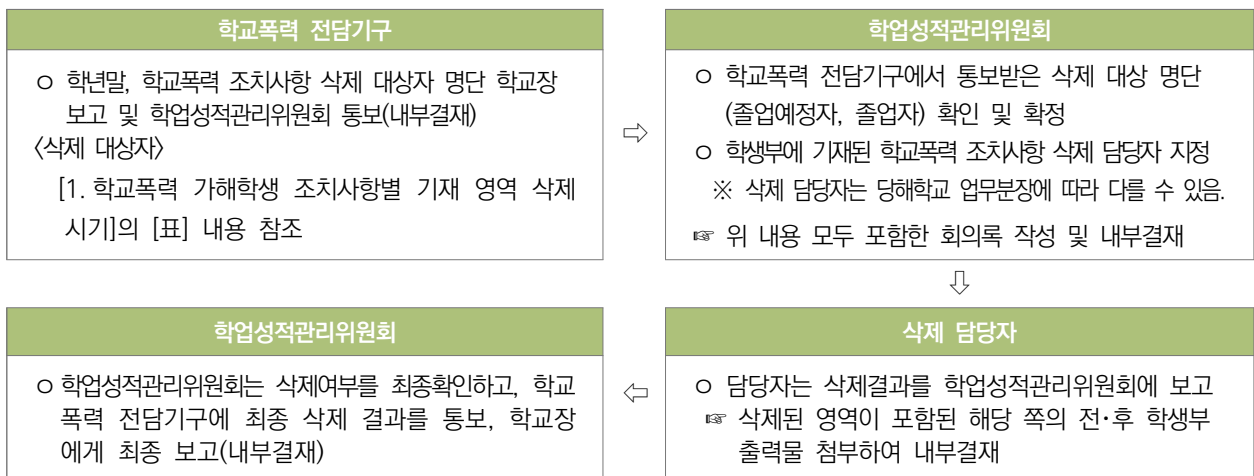 학교폭력 전담기구
ㅇ 학년말, 학교폭력 조치사항 삭제 대상자 명단 학교장
보고 및 학업성적관리위원회 통보(내부결재)
〈삭제 대상자〉
[1. 학교폭력 가해학생 조치사항별 기재 영역 삭제
시기]의 [표] 내용 참조
⇨
학업성적관리위원회
ㅇ 학교폭력 전담기구에서 통보받은 삭제 대상 명단
(졸업예정자, 졸업자) 확인 및 확정
ㅇ 학생부에 기재된 학교폭력 조치사항 삭제 담당자 지정
※ 삭제 담당자는 당해학교 업무분장에 따라 다를 수 있음.
☞ 위 내용 모두 포함한 회의록 작성 및 내부결재
⇩
삭제 담당자
ㅇ 담당자는 삭제결과를 학업성적관리위원회에 보고
☞ 삭제된 영역이 포함된 해당 쪽의 전·후 학생부
출력물 첨부하여 내부결재
⇦
학업성적관리위원회
ㅇ 학업성적관리위원회는 삭제여부를 최종확인하고, 학교
폭력 전담기구에 최종 삭제 결과를 통보, 학교장
에게 최종 보고(내부결재)